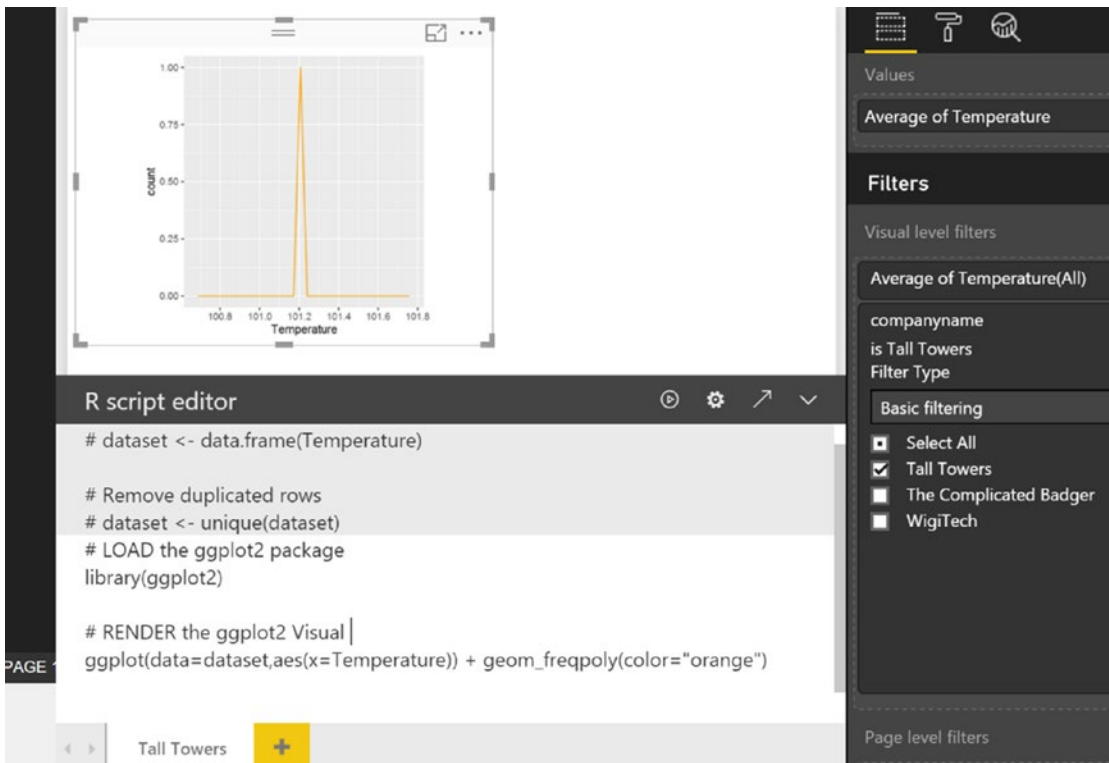 1.00
0.75
0.50
0.25
0.00
count
100.8 101.0 101.2 101.4 101.6 101.8
Temperature
R script editor
# dataset <- data.frame(Temperature)
# Remove duplicated rows
# dataset <- unique(dataset)
# LOAD the ggplot2 package
library(ggplot2)
# RENDER the ggplot2 Visual
ggplot(data=dataset,aes(x=Temperature)) + geom_freqpoly(color="orange")
PAGE 1
Tall Towers
+
Values
Average of Temperature
Filters
Visual level filters
Average of Temperature(All)
companyname
is Tall Towers
Filter Type
Basic filtering
Select All
Tall Towers
The Complicated Badger
WigiTech
Page level filters